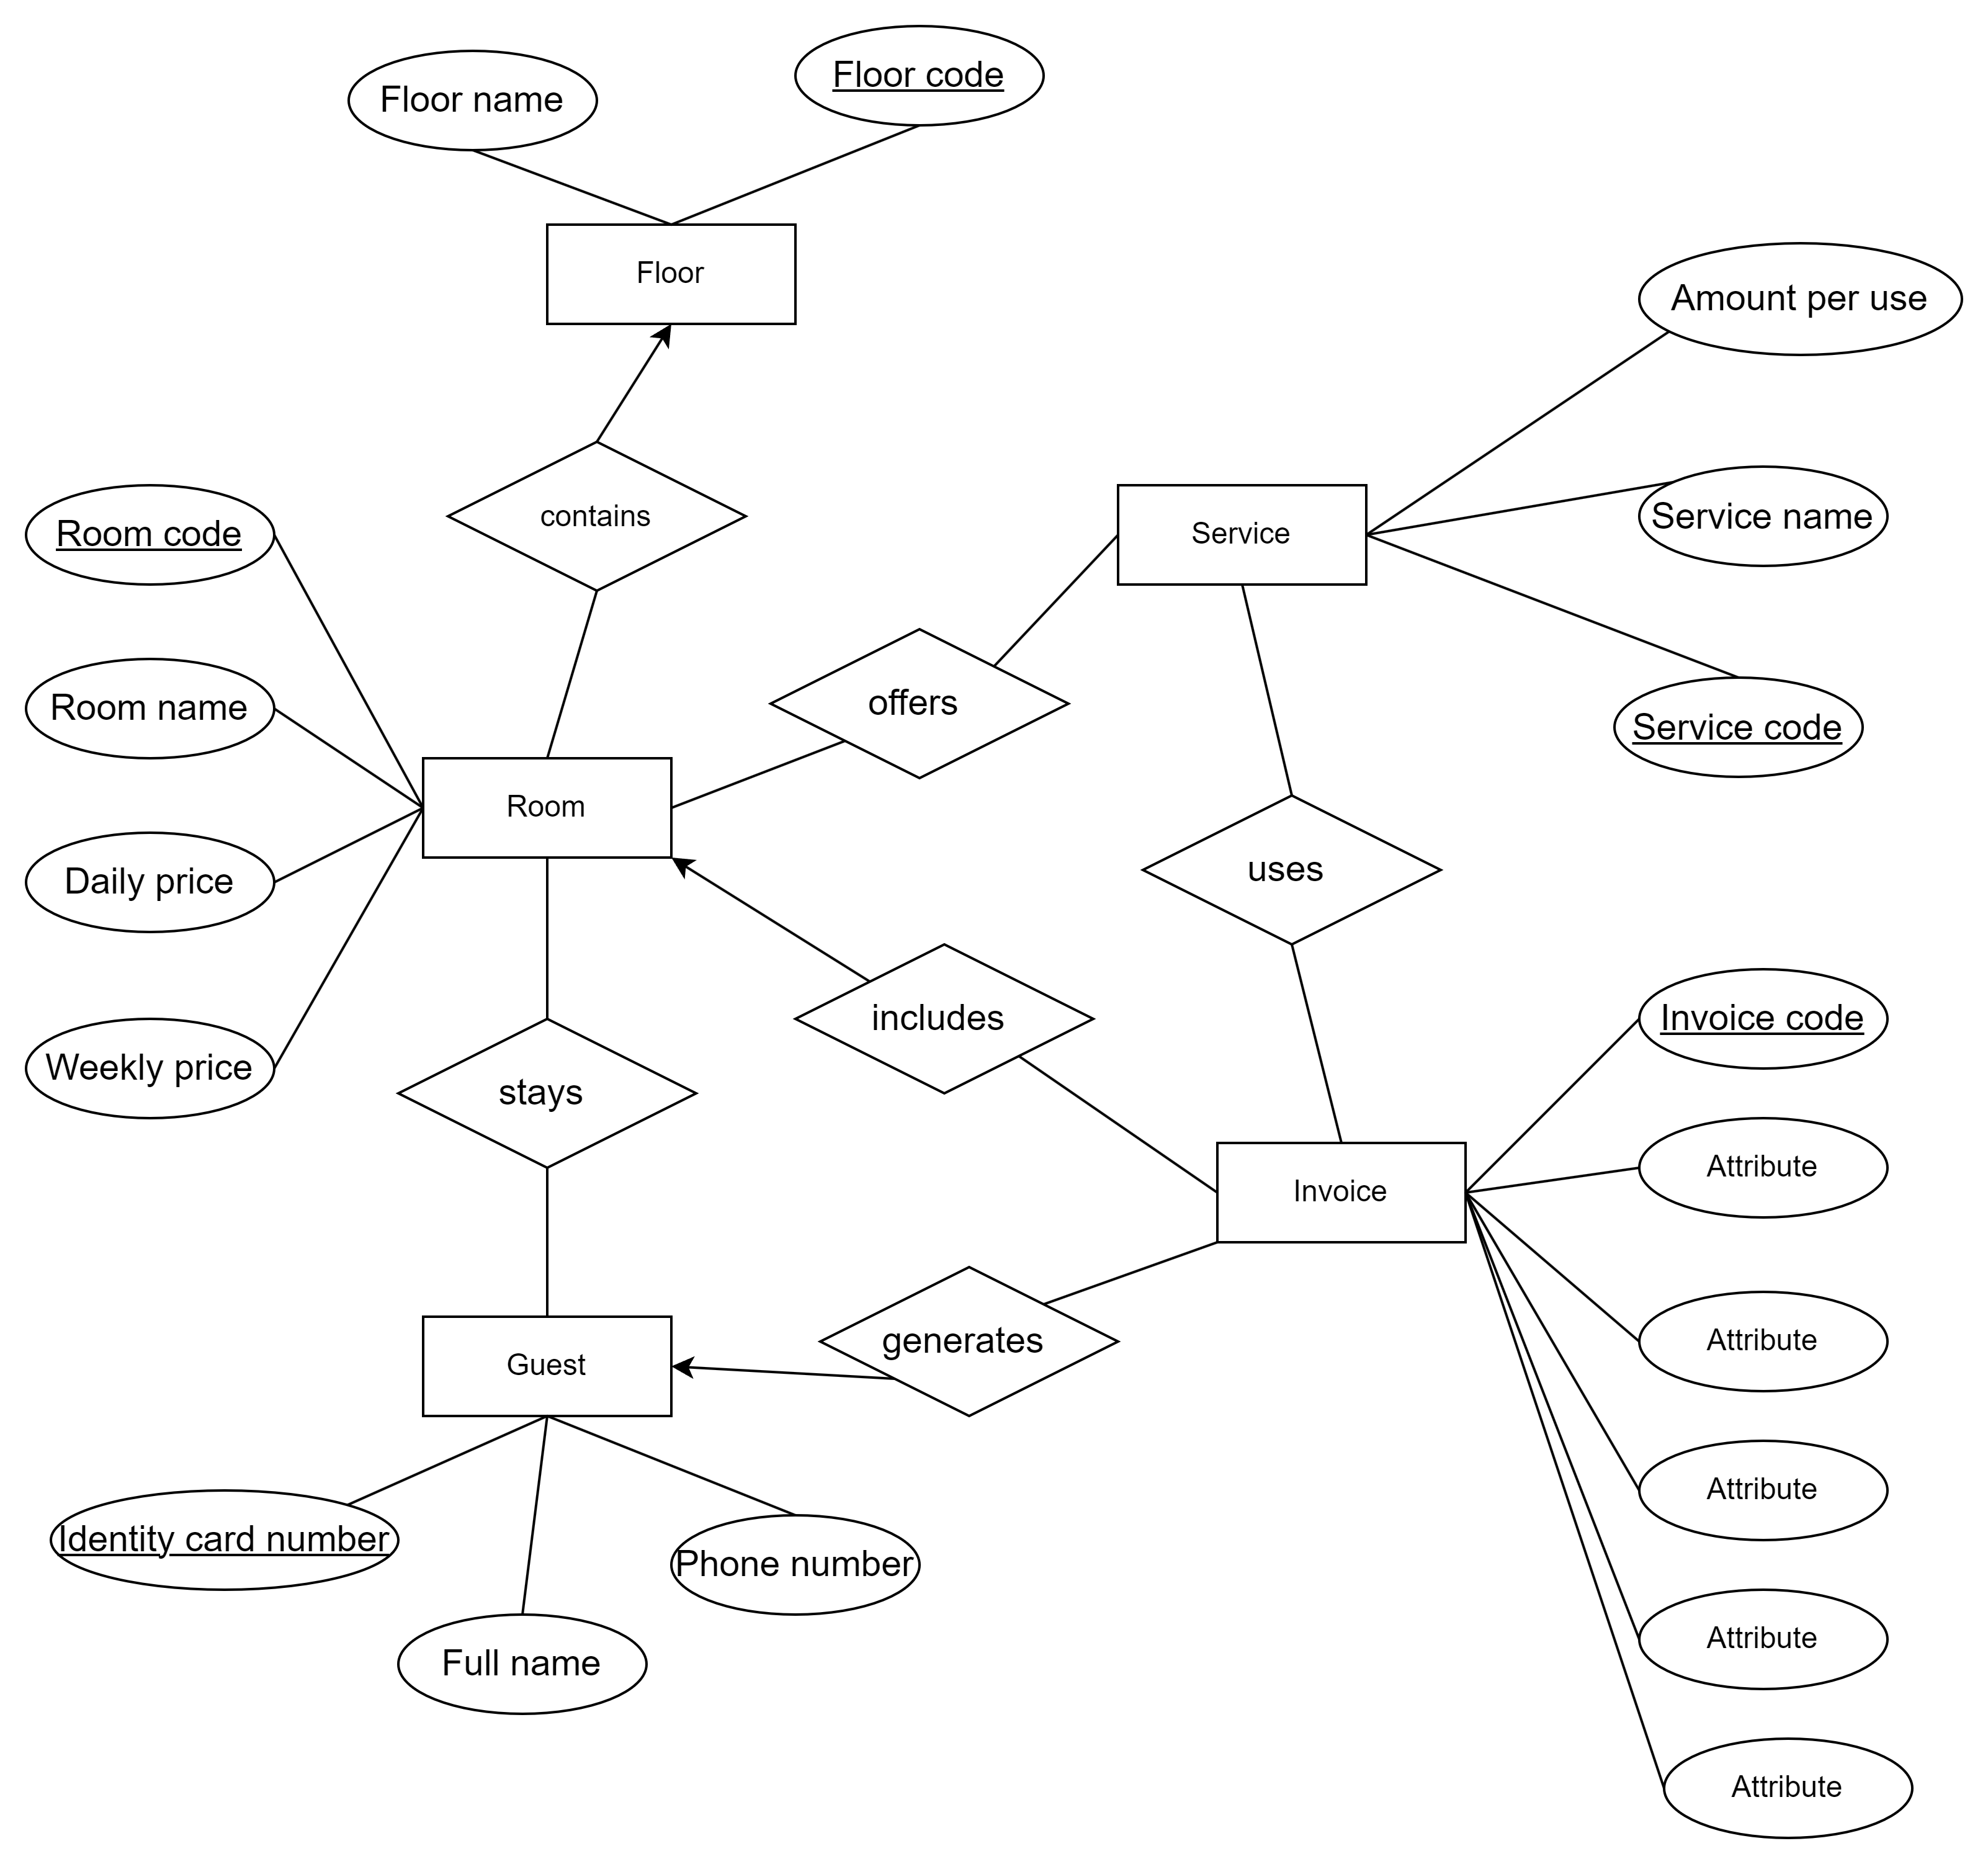 Floor code
Floor name
Floor
Amount per use
contains
Service name
Room code
Service
offers
Room name
Service code
Room
uses
Daily price
includes
Invoice code
Weekly price
stays
Attribute
Invoice
generates
Attribute
Guest
Attribute
Identity card number
Phone number
Attribute
Full name
Attribute